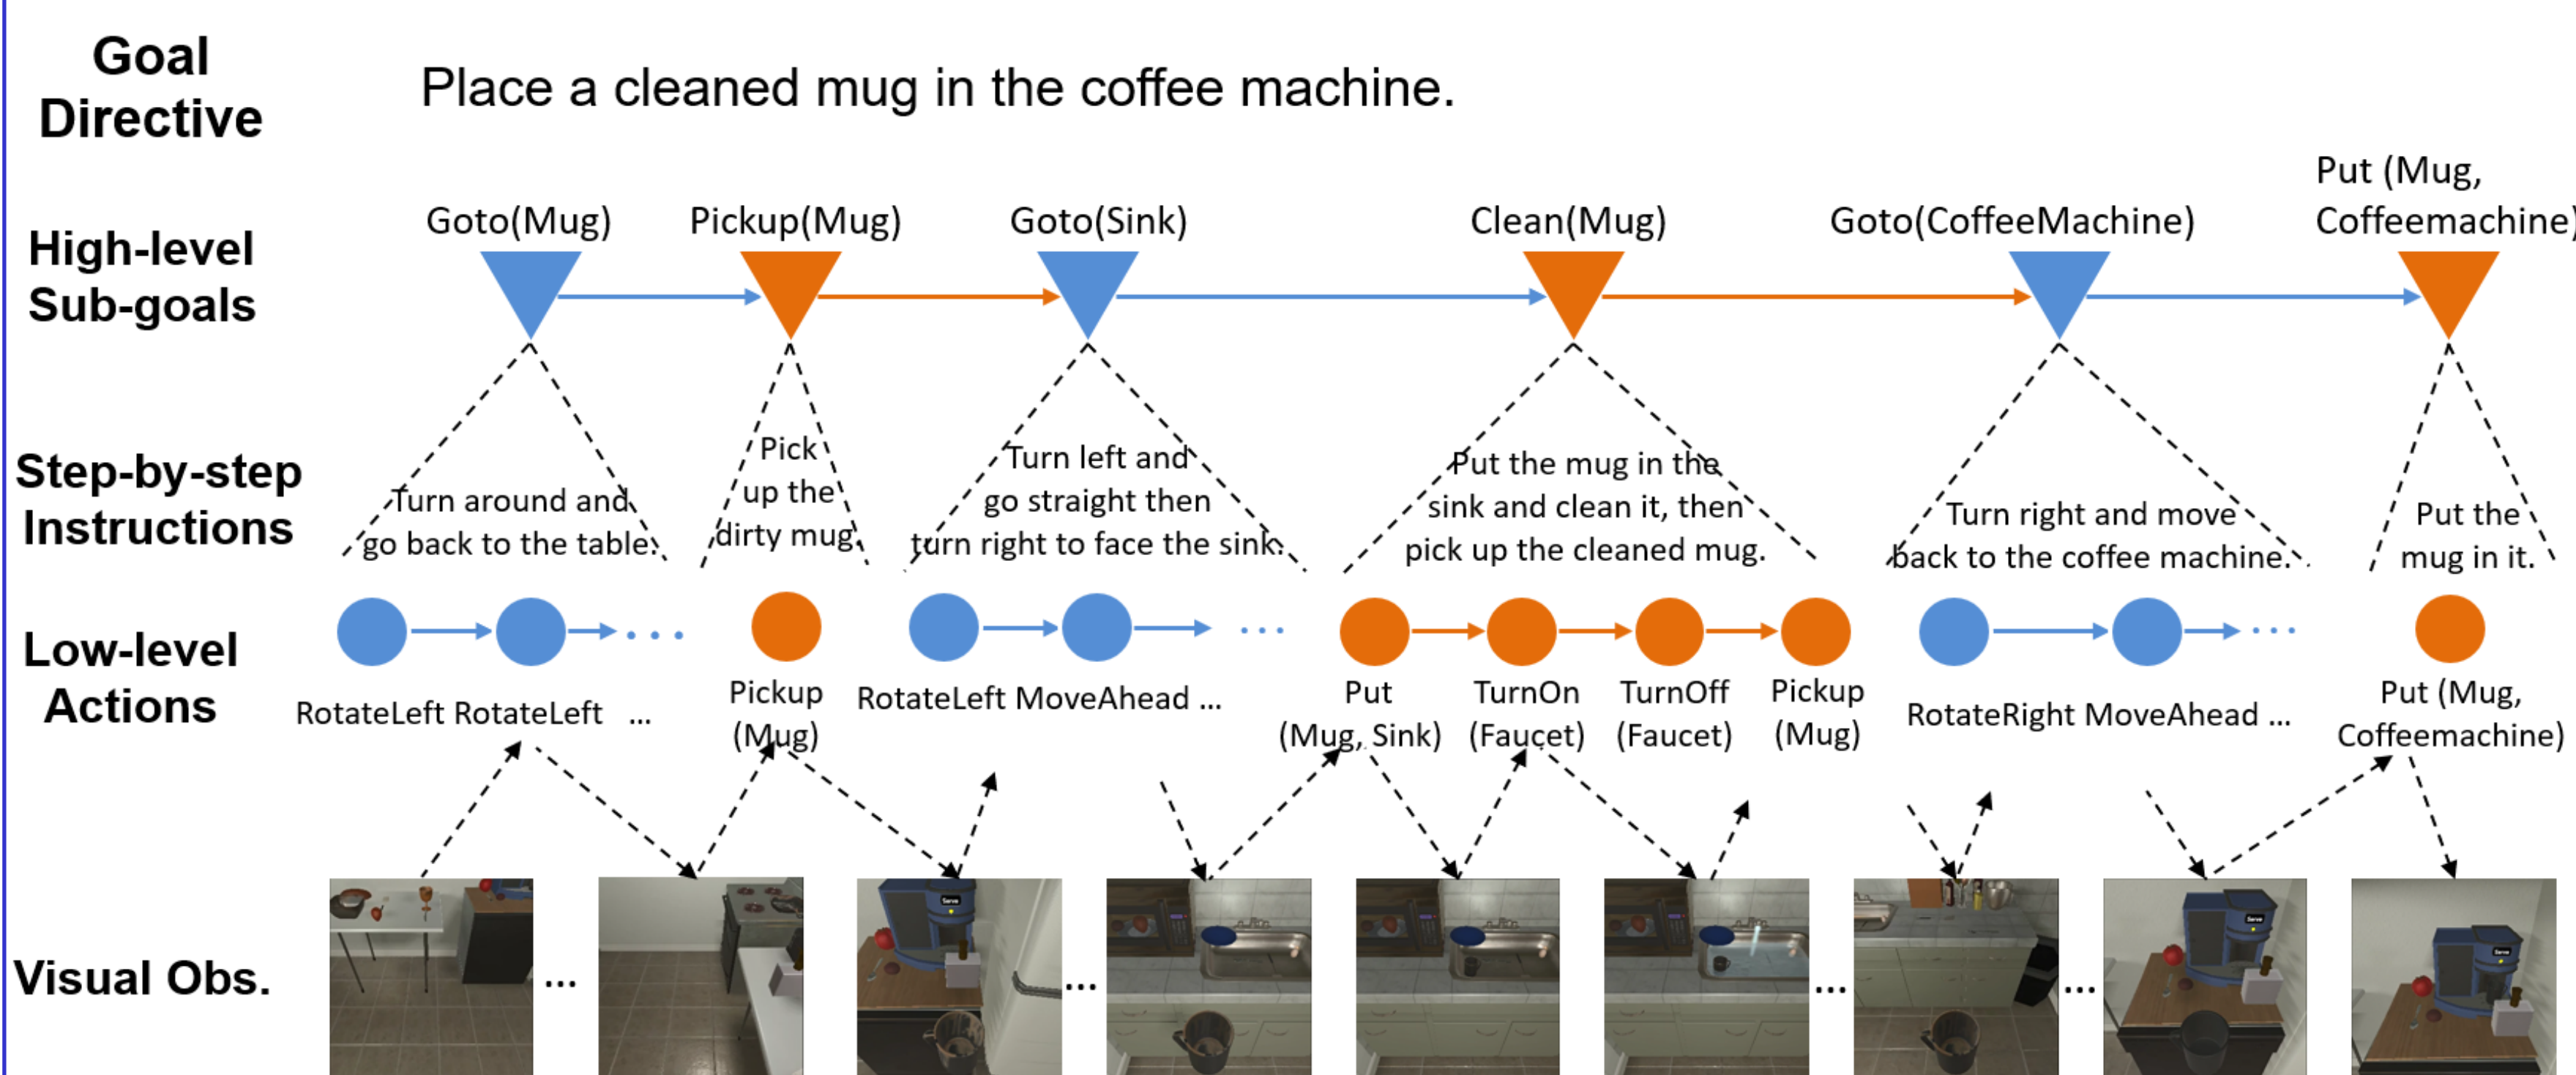 Goal
Directive
Place a cleaned mug in the coffee machine.
High-level
Sub-goals
Goto(Mug)
Pickup(Mug)
Goto(Sink)
Clean(Mug)
Goto(CoffeeMachine)
Put (Mug,
Coffeemachine)
Step-by-step
Instructions
Turn around and
go back to the table.
Pick
up the
dirty mug.
Turn left and
go straight then
turn right to face the sink.
Put the mug in the
sink and clean it, then
pick up the cleaned mug.
Turn right and move
back to the coffee machine.
Put the
mug in it.
Low-level
Actions
RotateLeft RotateLeft ...
Pickup
(Mug)
RotateLeft MoveAhead ...
Put
(Mug, Sink)
TurnOn
(Faucet)
TurnOff
(Faucet)
Pickup
(Mug)
RotateRight MoveAhead ...
Put (Mug,
Coffeemachine)
Visual Obs.
...
Serve
...
...
...
Serve
Serve